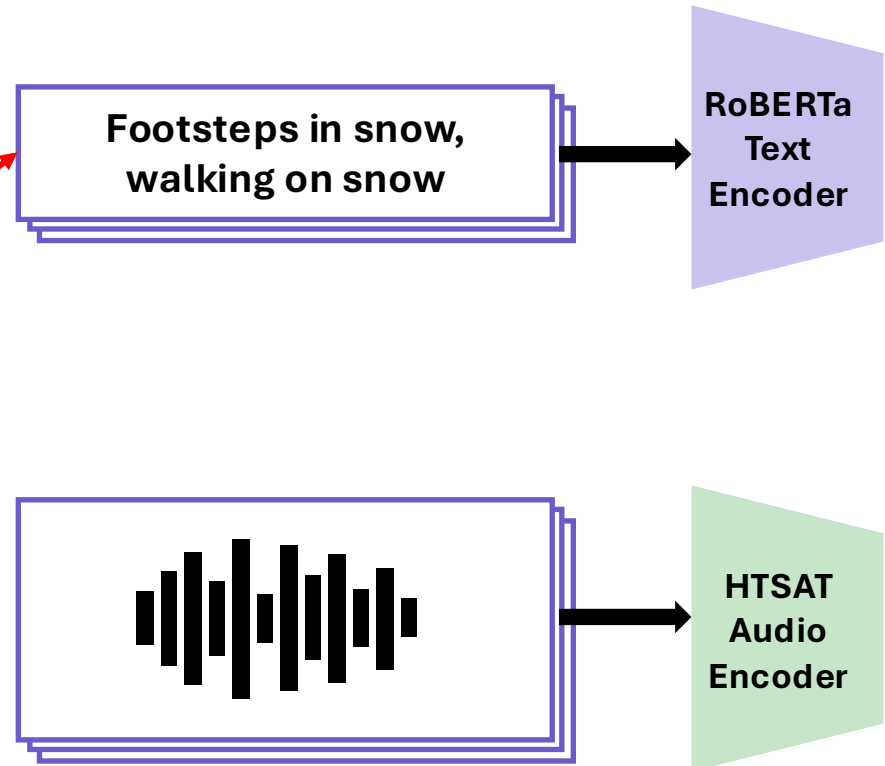 Footsteps in snow,
walking on snow
RoBERTa
Text
Encoder
HTSAT
Audio
Encoder